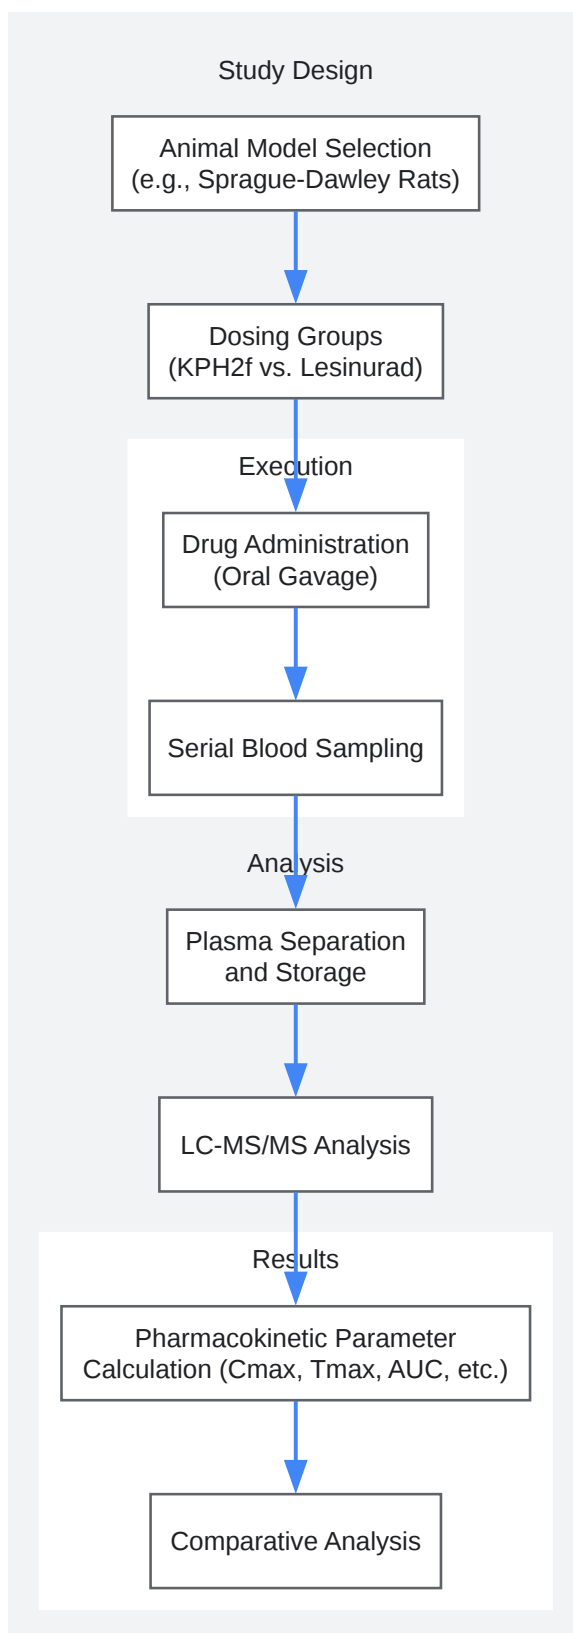 Study Design
Animal Model Selection
(e.g., Sprague-Dawley Rats)
Dosing Groups
(KPH2f vs. Lesinurad)
Execution
Drug Administration
(Oral Gavage)
Serial Blood Sampling
Analysis
Plasma Separation
and Storage
LC-MS/MS Analysis
Results
Pharmacokinetic Parameter
Calculation (Cmax, Tmax, AUC, etc.)
Comparative Analysis